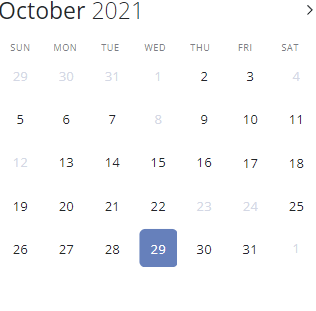 October 2021
SUN MON TUE WED THU FRI SAT
29 30 31 1 2 3 4
5 6 7 8 9 10 11
12 13 14 15 16 17 18
19 20 21 22 23 24 25
26 27 28 29 30 31 1